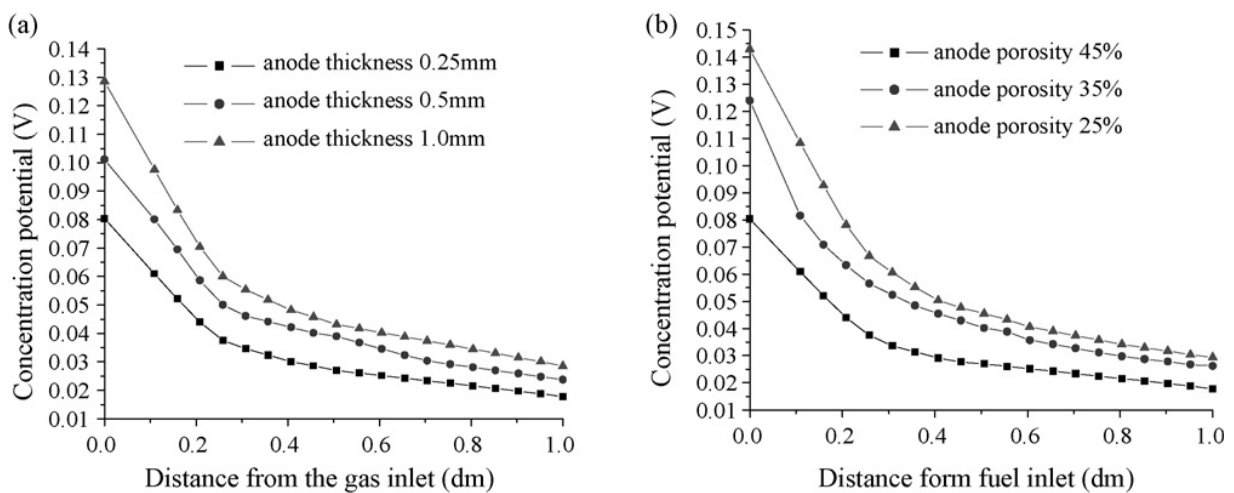 (a)
0.14
0.13
0.12
0.11
0.10
0.09
0.08
0.07
0.06
0.05
0.04
0.03
0.02
0.01
Concentration potential (V)
anode thickness 0.25mm
anode thickness 0.5mm
anode thickness 1.0mm
0.0 0.2 0.4 0.6 0.8 1.0
Distance from the gas inlet (dm)
(b)
0.15
0.14
0.13
0.12
0.11
0.10
0.09
0.08
0.07
0.06
0.05
0.04
0.03
0.02
0.01
Concentration potential (V)
anode porosity 45%
anode porosity 35%
anode porosity 25%
0.0 0.2 0.4 0.6 0.8 1.0
Distance form fuel inlet (dm)